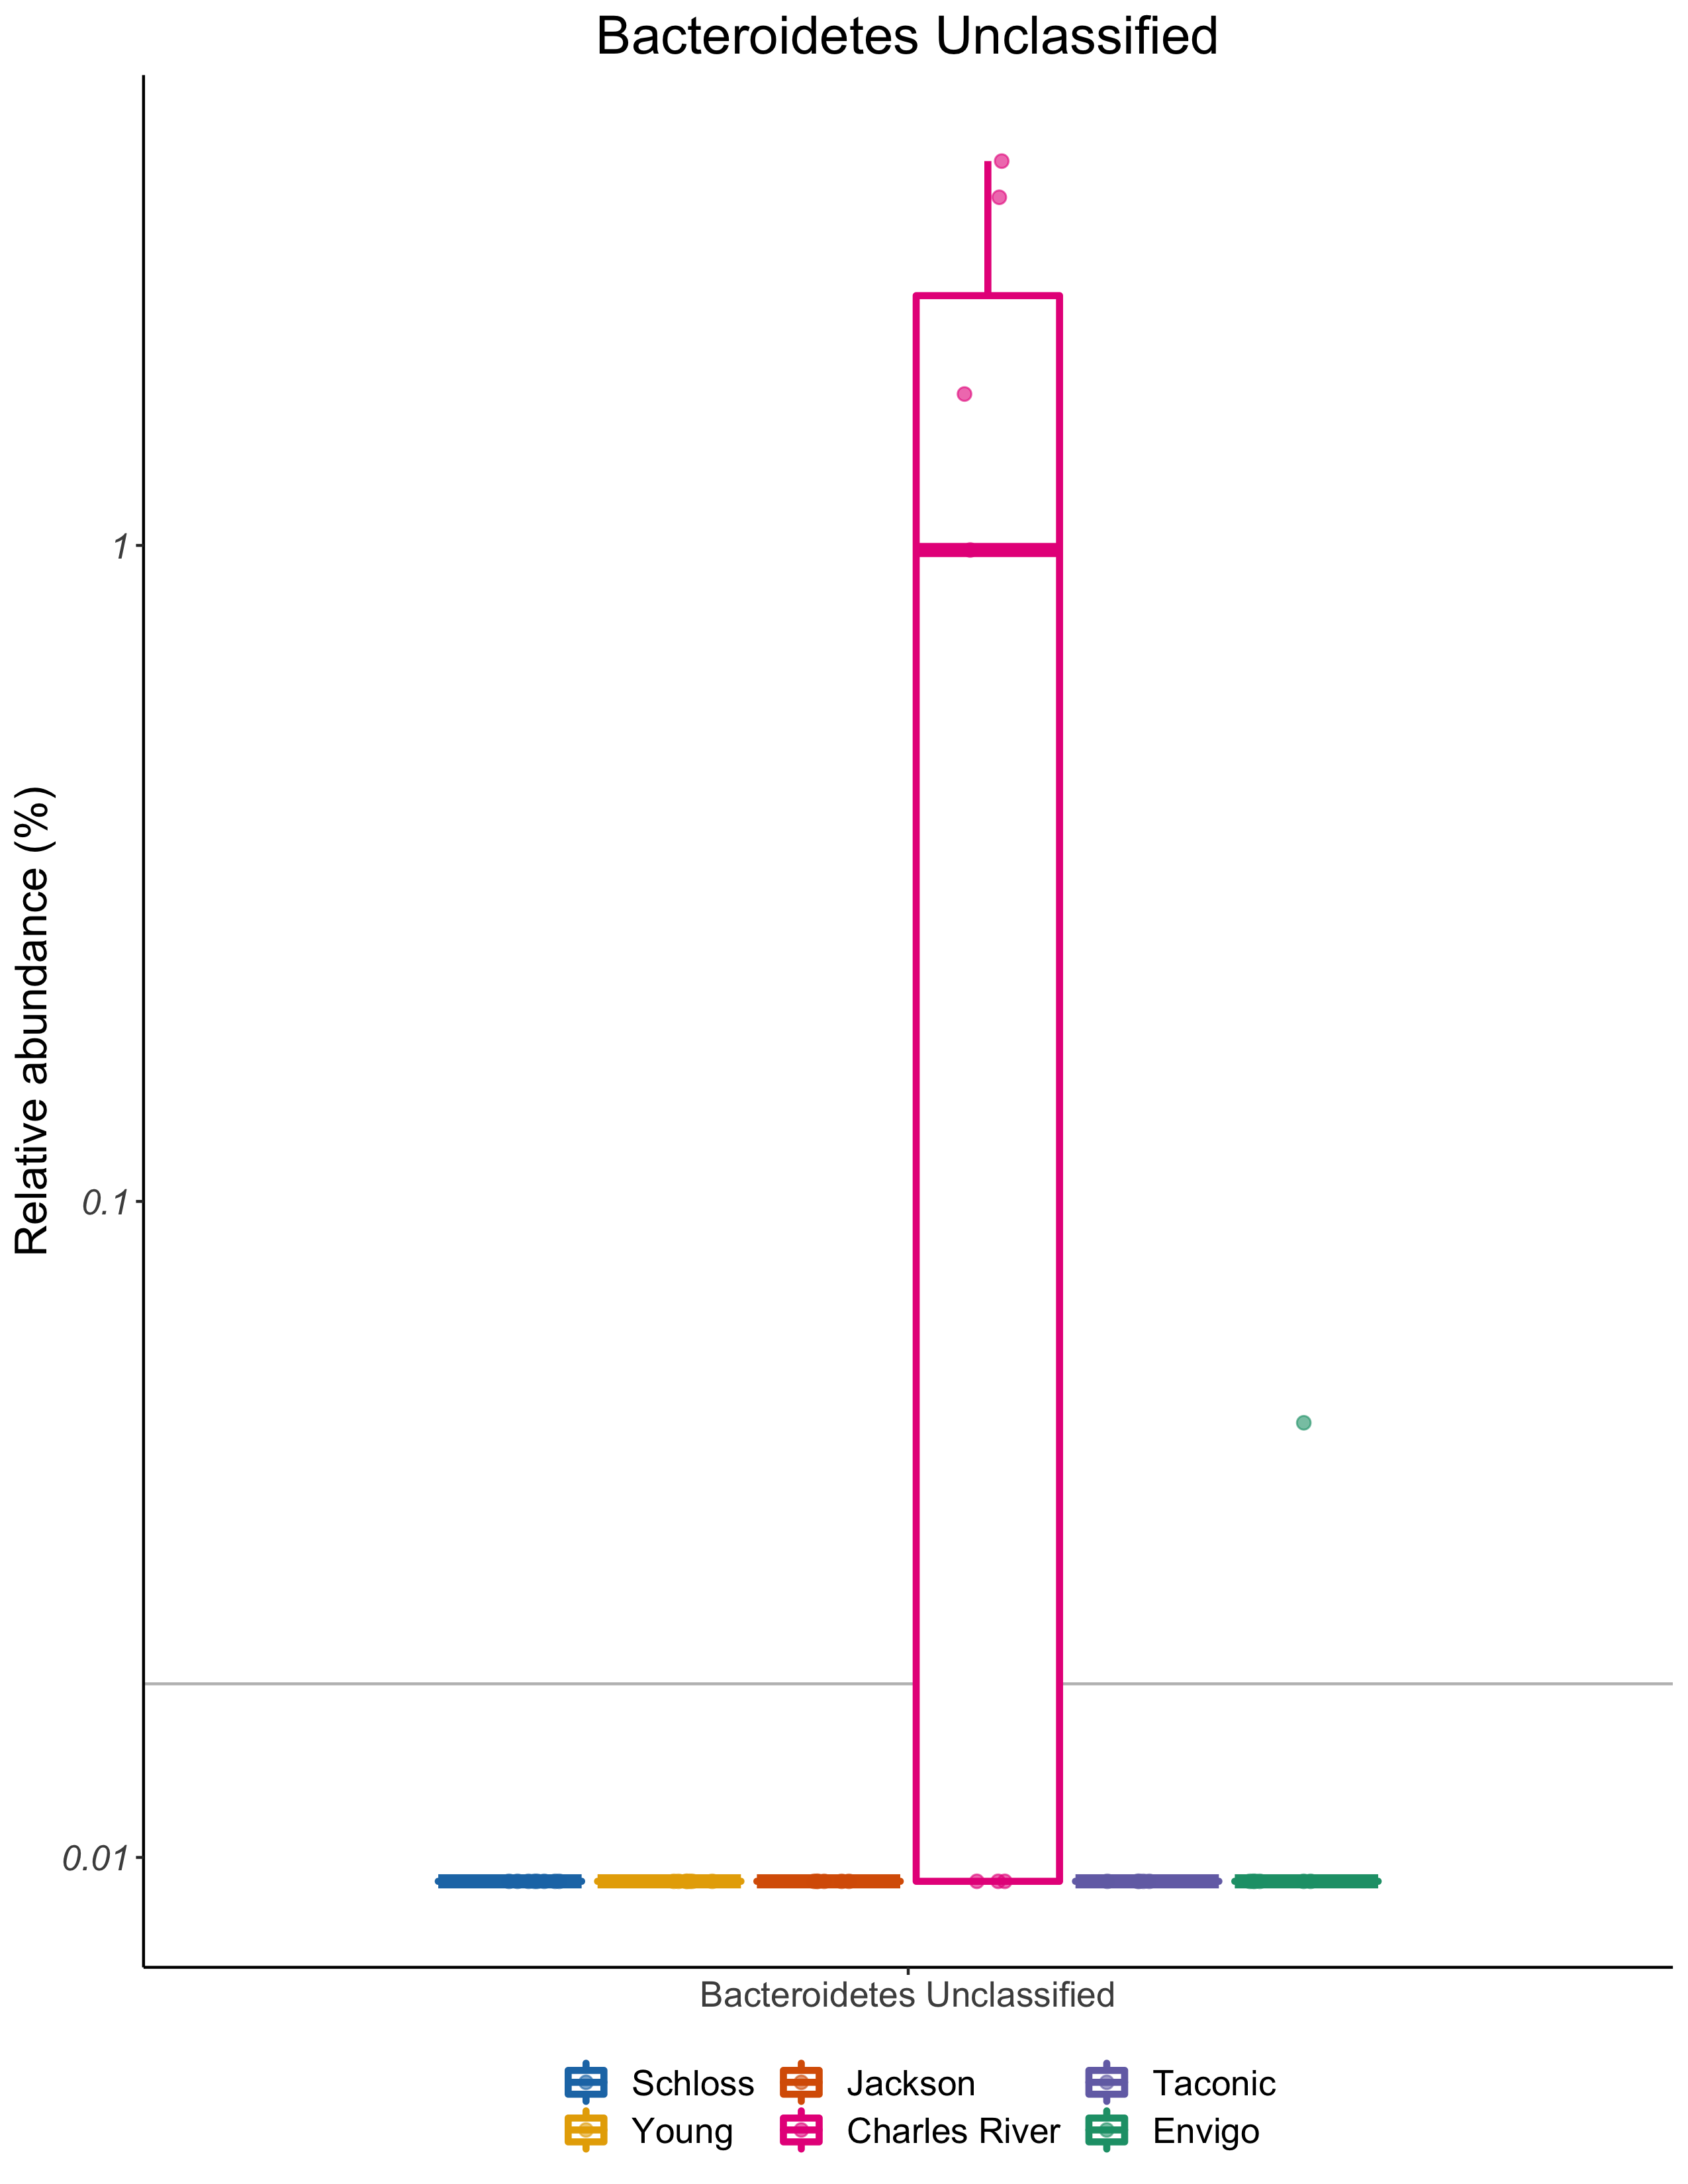 Bacteroidetes Unclassified
Relative abundance (%)
1
0.1
0.01
Bacteroidetes Unclassified
Schloss Jackson Taconic
Young Charles River Envigo